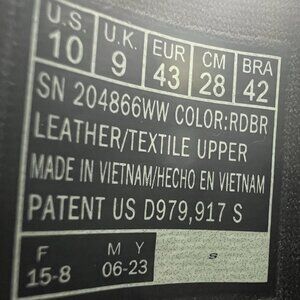 U.S. U.K. EUR CM BRA
10 9 43 28 42
SN 204866WW COLOR:RDBR
LEATHER/TEXTILE UPPER
MADE IN VIETNAM/HECHO EN VIETNAM
PATENT US D979,917 S
F M Y
15-8 06-23
S